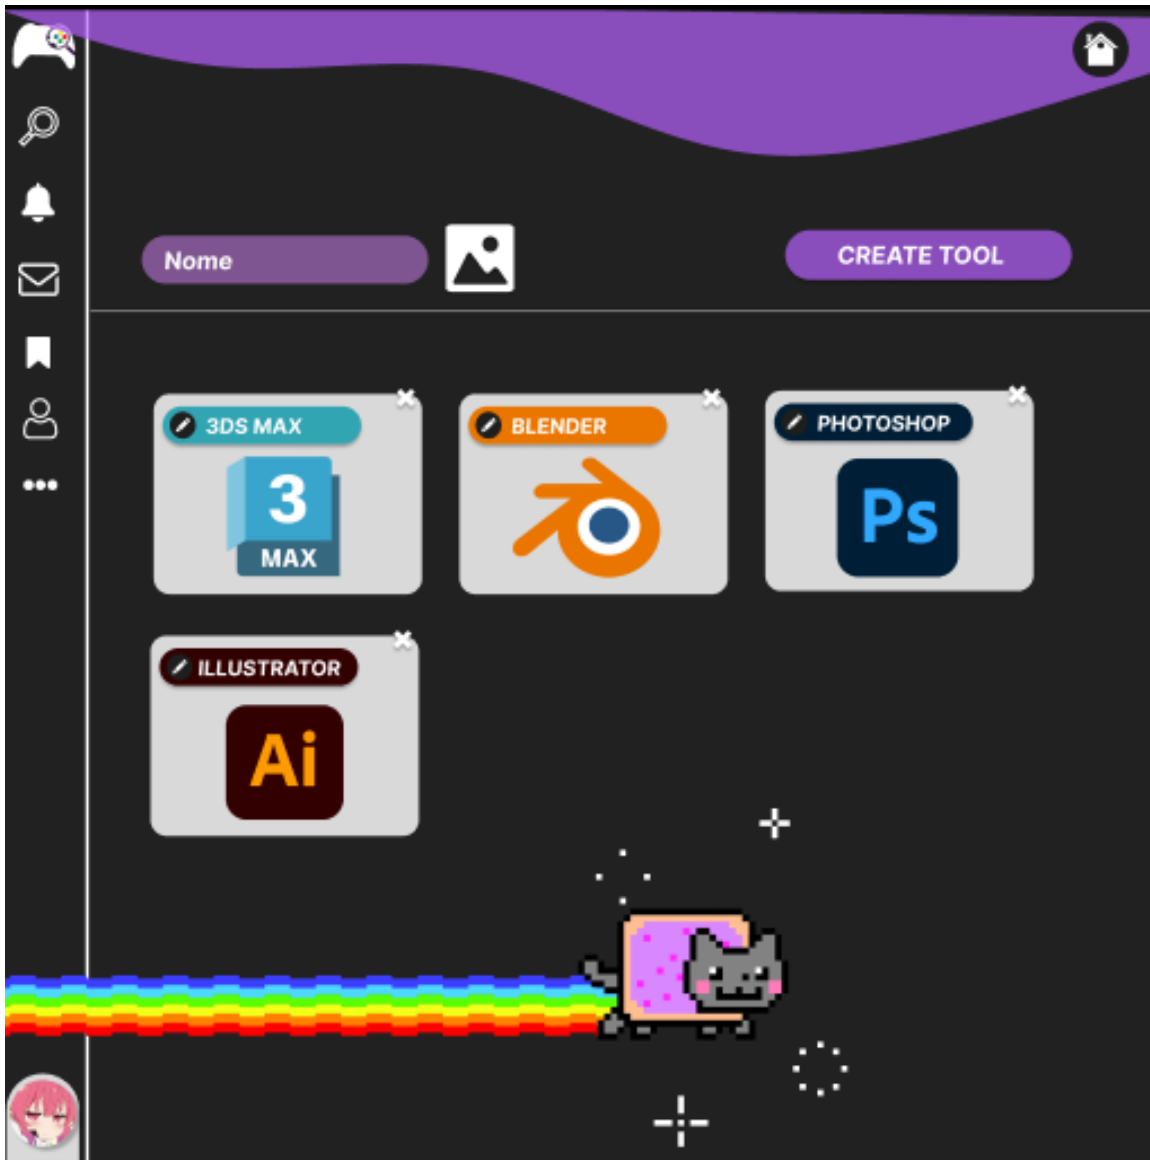 Nome
CREATE TOOL
3DS MAX
BLENDER
PHOTOSHOP
3
MAX
Ps
ILLUSTRATOR
Ai